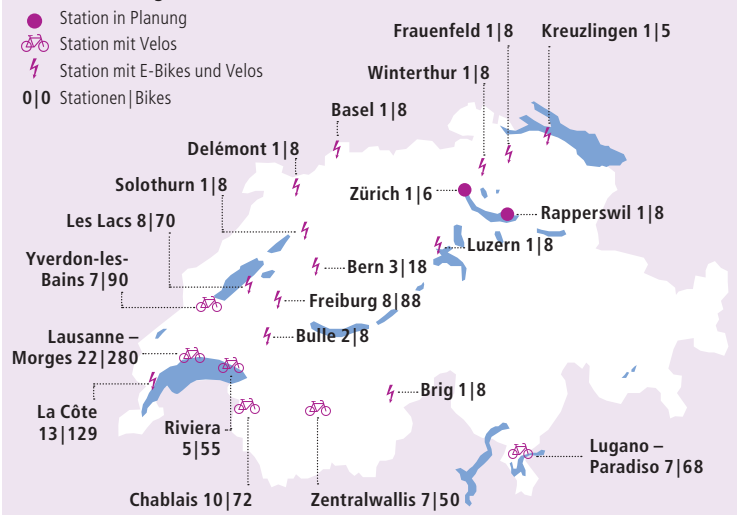 Station in Planung
Station mit Velos
Station mit E-Bikes und Velos
0|0 Stationen|Bikes
Frauenfeld 1|8
Kreuzlingen 1|5
Winterthur 1|8
Basel 1|8
Delémont 1|8
Solothurn 1|8
Zürich 1|6
Rapperswil 1|8
Les Lacs 8|70
Luzern 1|8
Yverdon-les-
Bains 7|90
Bern 3|18
Freiburg 8|88
Lausanne –
Morges 22|280
Bulle 2|8
La Côte
13|129
Riviera
5|55
Brig 1|8
Lugano –
Paradiso 7|68
Chablais 10|72
Zentralwallis 7|50